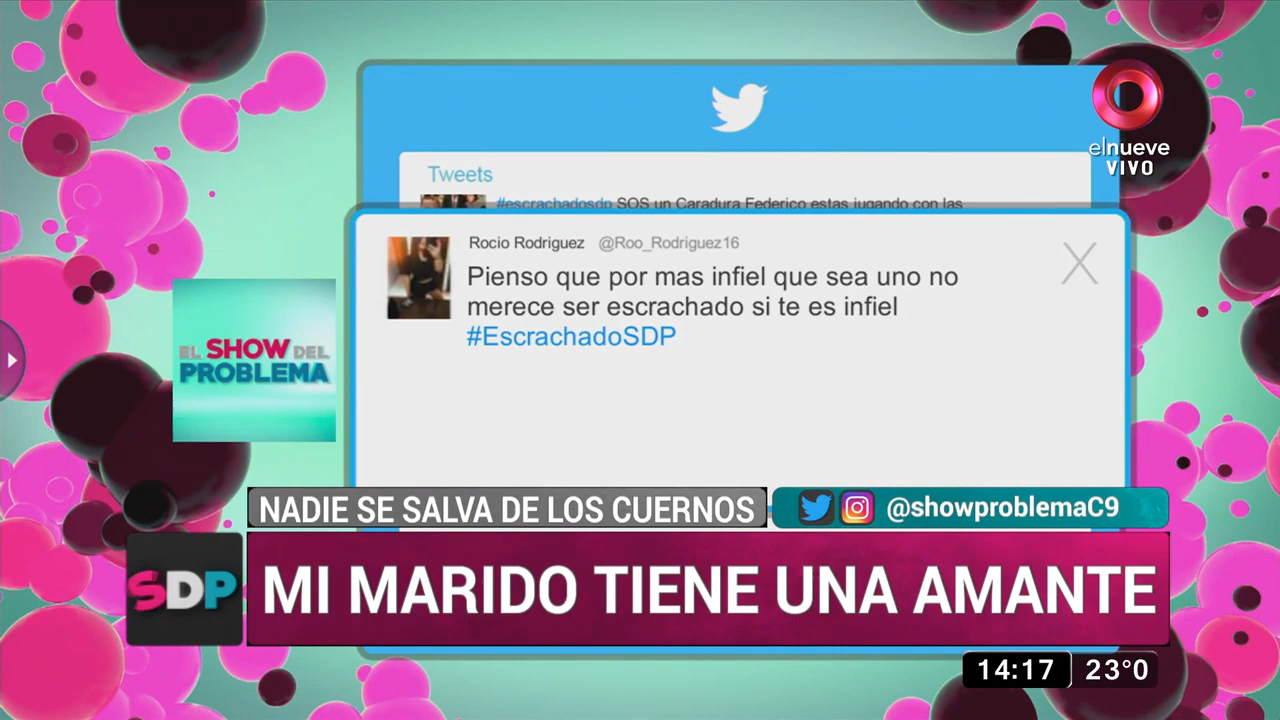 elnueve
VIVO
Tweets
#escrachadosdp SOS un Caradura Federico estas jugando con las
Rocio Rodriguez @Roo_Rodriguez16
Pienso que por mas infiel que sea uno no
merece ser escrachado si te es infiel
#EscrachadoSDP
EL SHOW DEL
PROBLEMA
NADIE SE SALVA DE LOS CUERNOS
@showproblemaC9
SDP
MI MARIDO TIENE UNA AMANTE
14:17 23°0